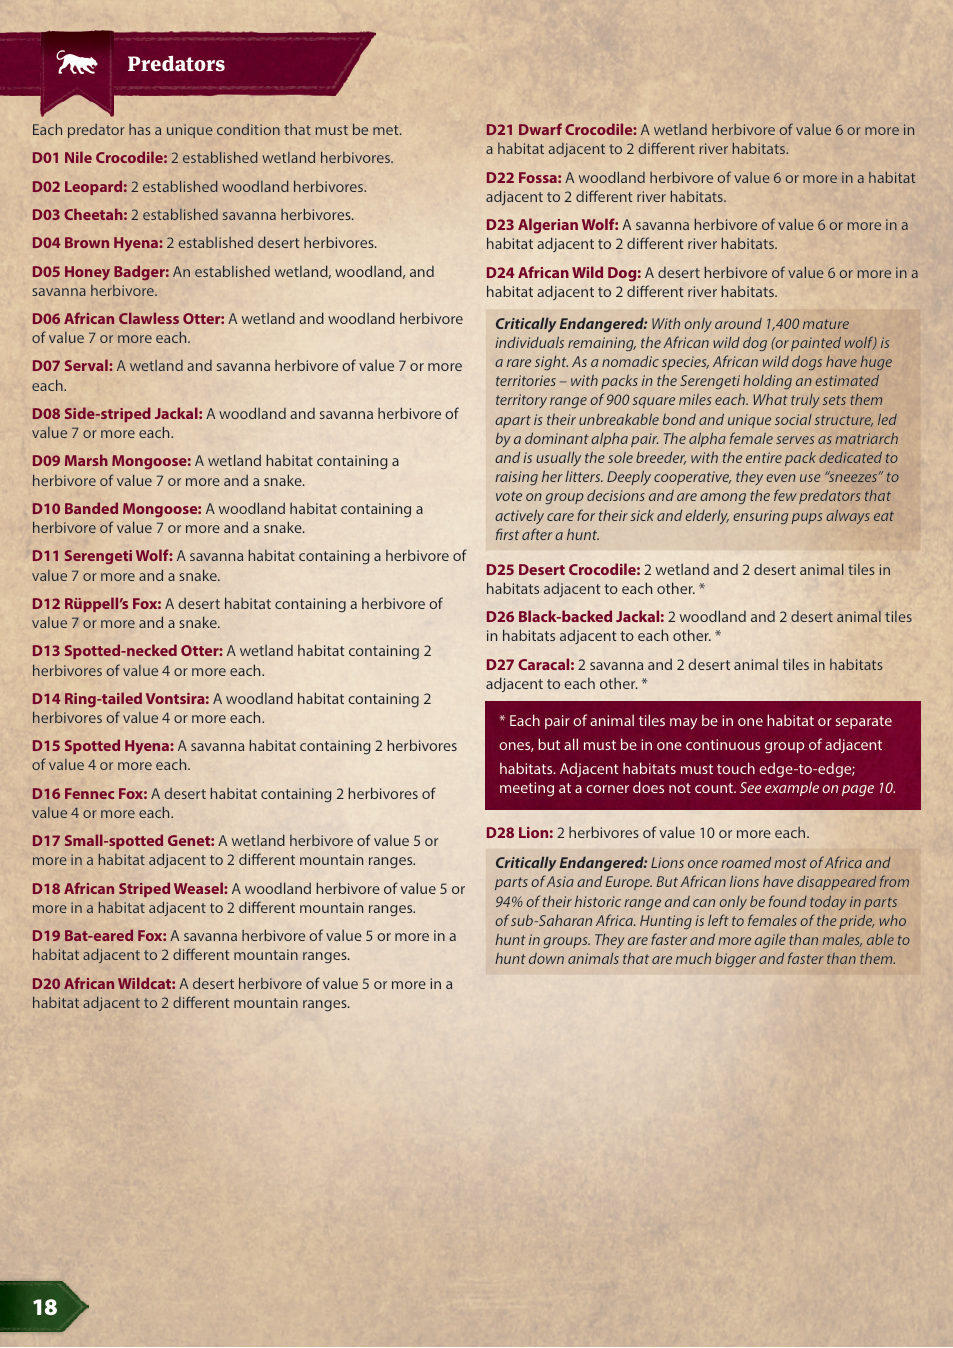 Predators
Each predator has a unique condition that must be met.
D01 Nile Crocodile: 2 established wetland herbivores.
D02 Leopard: 2 established woodland herbivores.
D03 Cheetah: 2 established savanna herbivores.
D04 Brown Hyena: 2 established desert herbivores.
D05 Honey Badger: An established wetland, woodland, and
savanna herbivore.
D06 African Clawless Otter: A wetland and woodland herbivore
of value 7 or more each.
D07 Serval: A wetland and savanna herbivore of value 7 or more
each.
D08 Side-striped Jackal: A woodland and savanna herbivore of
value 7 or more each.
D09 Marsh Mongoose: A wetland habitat containing a
herbivore of value 7 or more and a snake.
D10 Banded Mongoose: A woodland habitat containing a
herbivore of value 7 or more and a snake.
D11 Serengeti Wolf: A savanna habitat containing a herbivore of
value 7 or more and a snake.
D12 Rüppell’s Fox: A desert habitat containing a herbivore of
value 7 or more and a snake.
D13 Spotted-necked Otter: A wetland habitat containing 2
herbivores of value 4 or more each.
D14 Ring-tailed Vontsira: A woodland habitat containing 2
herbivores of value 4 or more each.
D15 Spotted Hyena: A savanna habitat containing 2 herbivores
of value 4 or more each.
D16 Fennec Fox: A desert habitat containing 2 herbivores of
value 4 or more each.
D17 Small-spotted Genet: A wetland herbivore of value 5 or
more in a habitat adjacent to 2 different mountain ranges.
D18 African Striped Weasel: A woodland herbivore of value 5 or
more in a habitat adjacent to 2 different mountain ranges.
D19 Bat-eared Fox: A savanna herbivore of value 5 or more in a
habitat adjacent to 2 different mountain ranges.
D20 African Wildcat: A desert herbivore of value 5 or more in a
habitat adjacent to 2 different mountain ranges.
D21 Dwarf Crocodile: A wetland herbivore of value 6 or more in
a habitat adjacent to 2 different river habitats.
D22 Fossa: A woodland herbivore of value 6 or more in a habitat
adjacent to 2 different river habitats.
D23 Algerian Wolf: A savanna herbivore of value 6 or more in a
habitat adjacent to 2 different river habitats.
D24 African Wild Dog: A desert herbivore of value 6 or more in a
habitat adjacent to 2 different river habitats.
Critically Endangered: With only around 1,400 mature
individuals remaining, the African wild dog (or painted wolf) is
a rare sight. As a nomadic species, African wild dogs have huge
territories – with packs in the Serengeti holding an estimated
territory range of 900 square miles each. What truly sets them
apart is their unbreakable bond and unique social structure, led
by a dominant alpha pair. The alpha female serves as matriarch
and is usually the sole breeder, with the entire pack dedicated to
raising her litters. Deeply cooperative, they even use “sneezes” to
vote on group decisions and are among the few predators that
actively care for their sick and elderly, ensuring pups always eat
first after a hunt.
D25 Desert Crocodile: 2 wetland and 2 desert animal tiles in
habitats adjacent to each other. *
D26 Black-backed Jackal: 2 woodland and 2 desert animal tiles
in habitats adjacent to each other. *
D27 Caracal: 2 savanna and 2 desert animal tiles in habitats
adjacent to each other. *
* Each pair of animal tiles may be in one habitat or separate
ones, but all must be in one continuous group of adjacent
habitats. Adjacent habitats must touch edge-to-edge;
meeting at a corner does not count. See example on page 10.
D28 Lion: 2 herbivores of value 10 or more each.
Critically Endangered: Lions once roamed most of Africa and
parts of Asia and Europe. But African lions have disappeared from
94% of their historic range and can only be found today in parts
of sub-Saharan Africa. Hunting is left to females of the pride, who
hunt in groups. They are faster and more agile than males, able to
hunt down animals that are much bigger and faster than them.
18